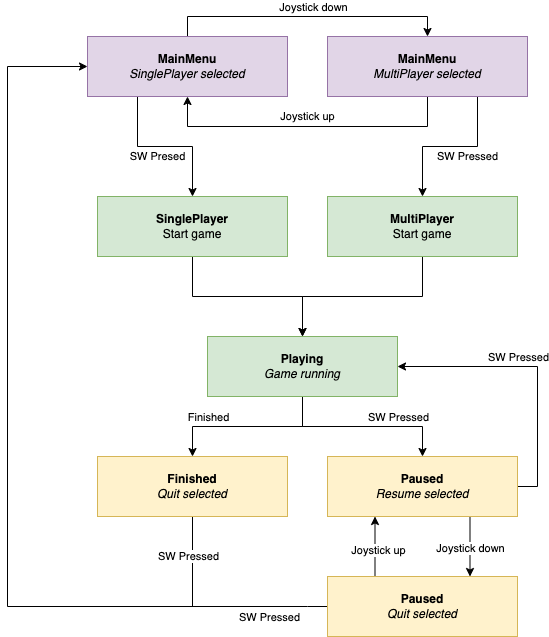 Joystick down
MainMenu
SinglePlayer selected
MainMenu
MultiPlayer selected
Joystick up
SW Presed
SW Pressed
SinglePlayer
Start game
MultiPlayer
Start game
Playing
Game running
SW Pressed
Finished
SW Pressed
Finished
Quit selected
Paused
Resume selected
SW Pressed
Joystick up
Joystick down
Paused
Quit selected
SW Pressed